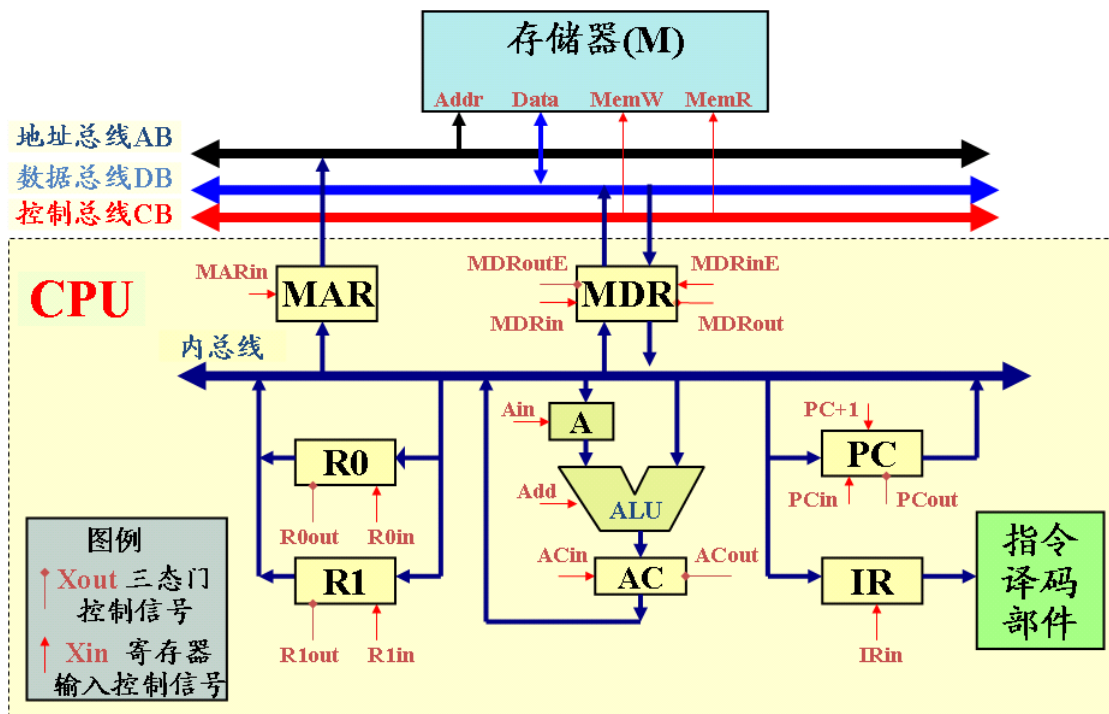 存储器(M)
Addr Data MemW MemR
地址总线AB
数据总线DB
控制总线CB
CPU
MARin
MAR
MDRoutE
MDRinE
MDR
MDRin
MDRout
内总线
Ain
A
PC+1
R0
PC
Add
ALU
PCin
PCout
R0out
R0in
ACin
ACout
R1
AC
IR
R1out
R1in
IRin
指令
译码
部件
图例
Xout 三态门
控制信号
Xin 寄存器
输入控制信号